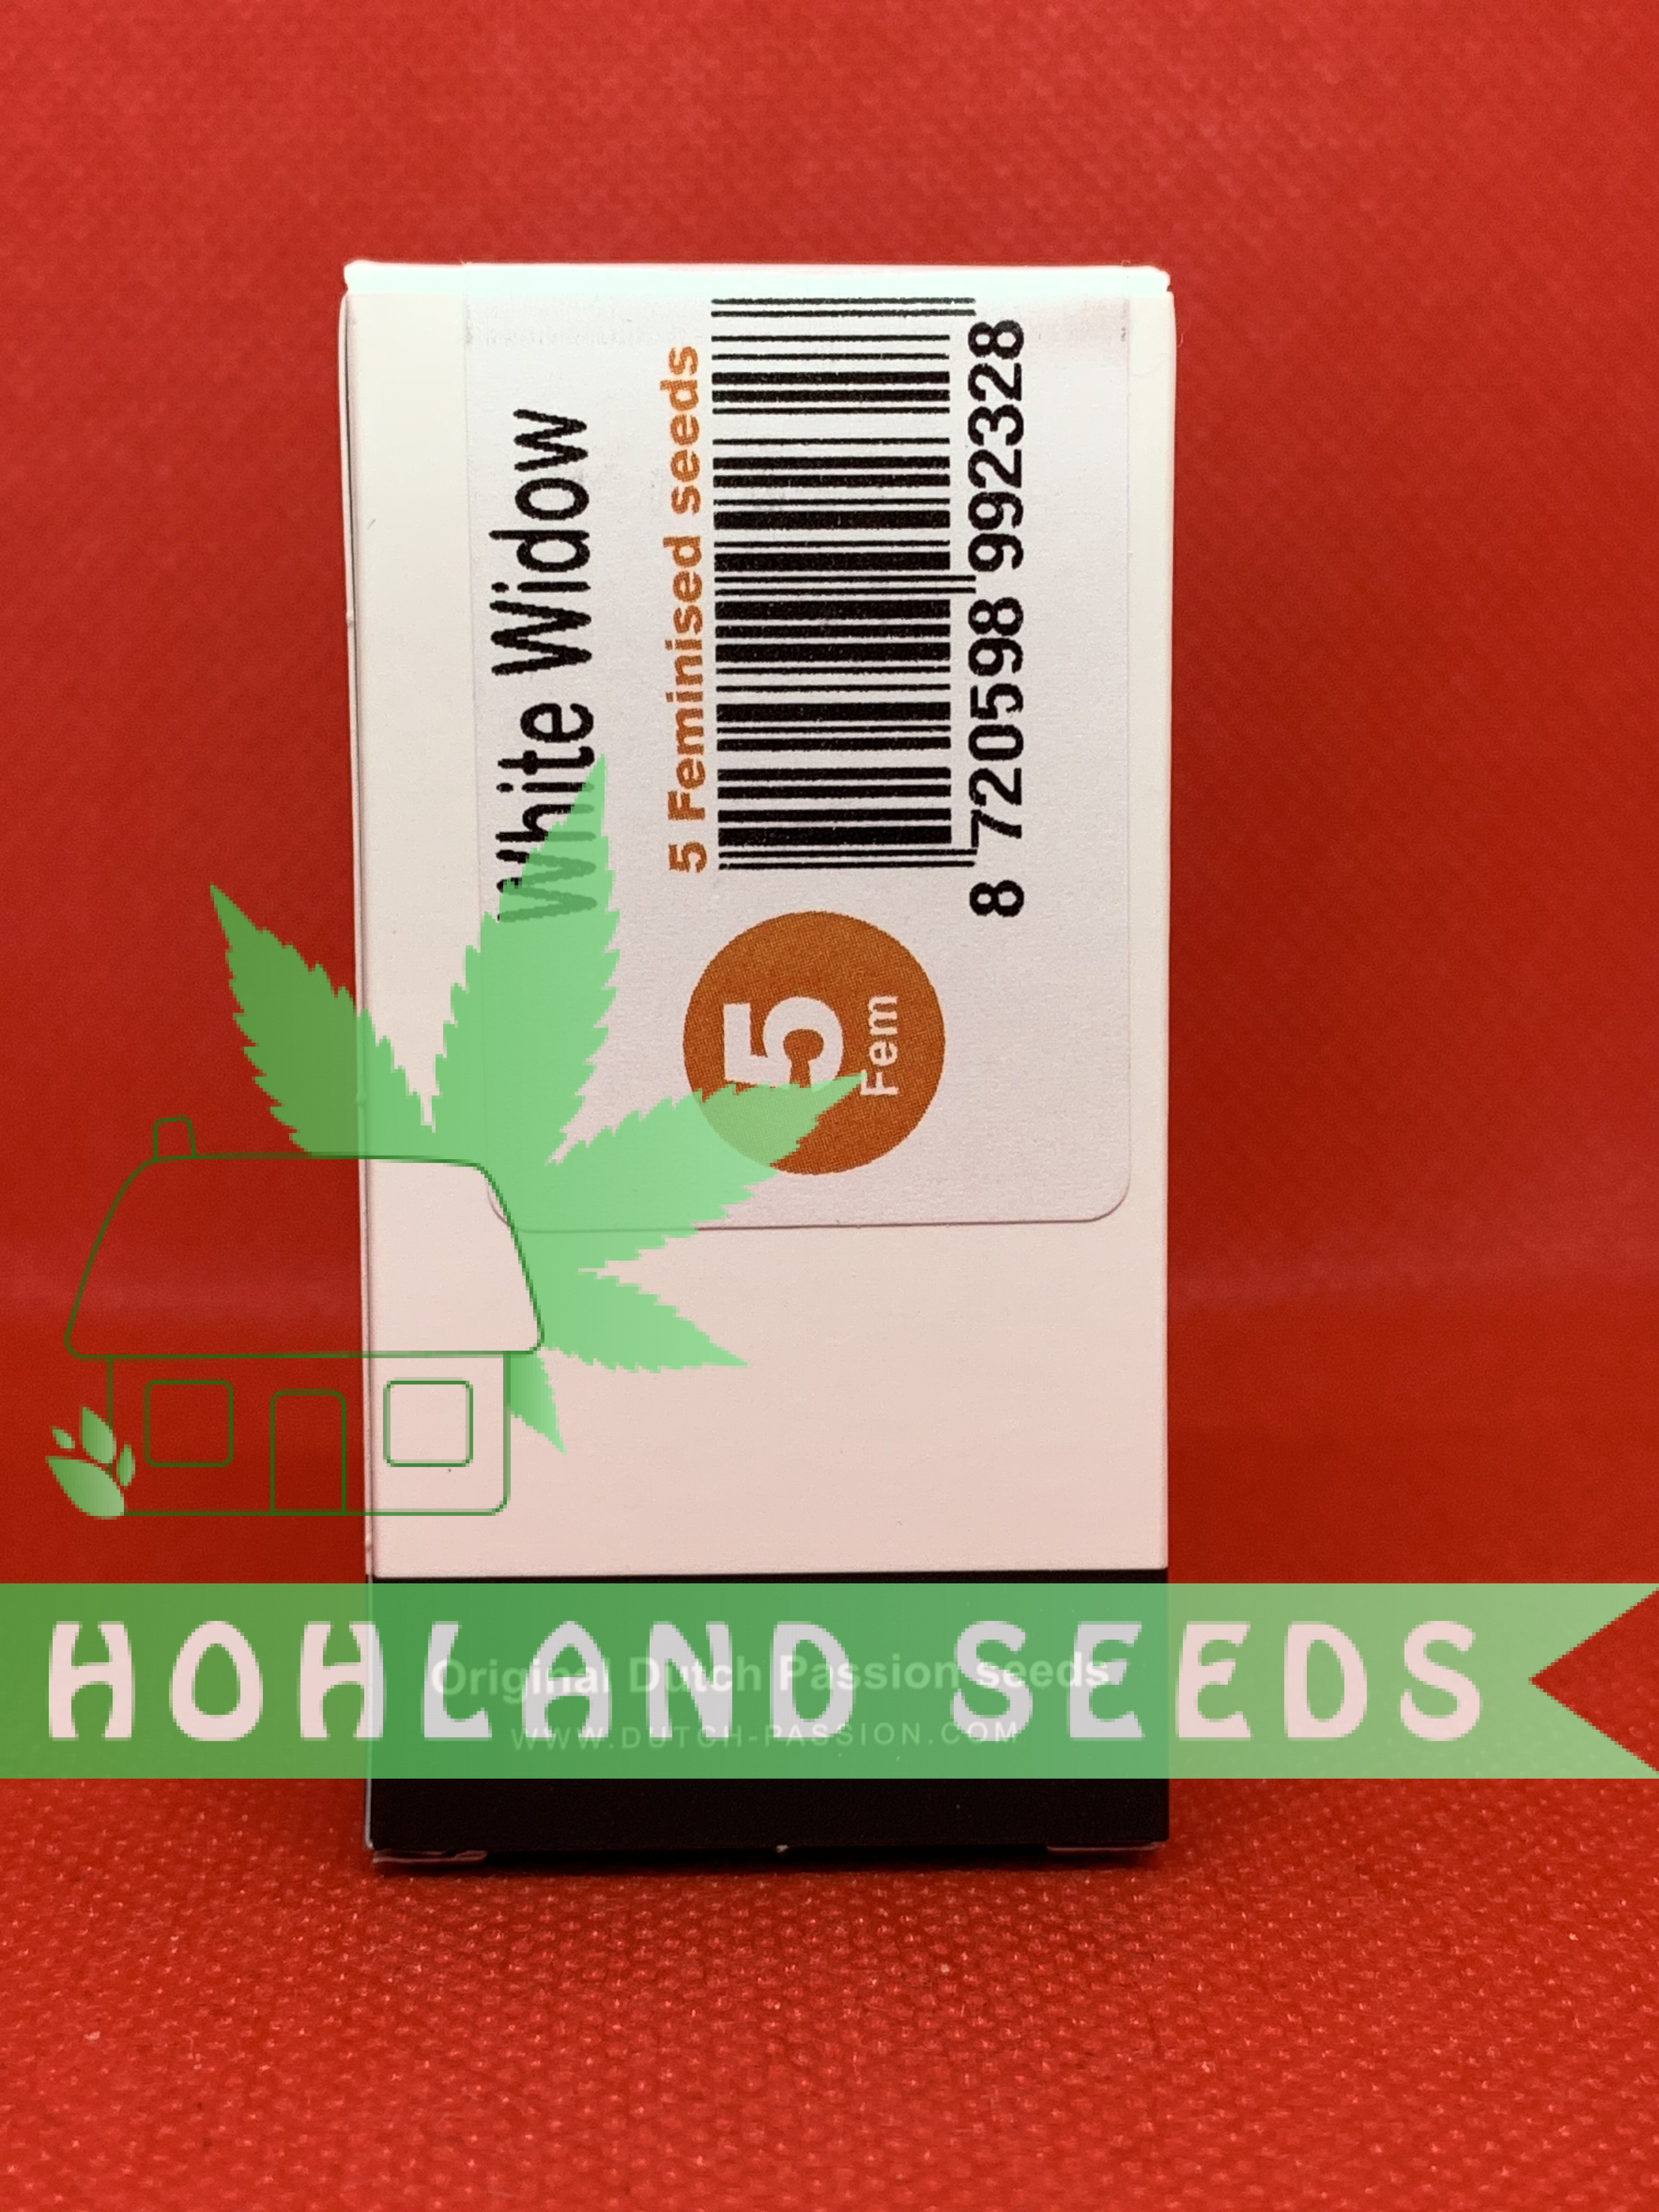 White Widow
5 Feminised seeds
8 720598 992328
5
Fem
HOHLAND SEEDS
Original Dutch Passion seeds
WWW.DUTCH-PASSION.COM